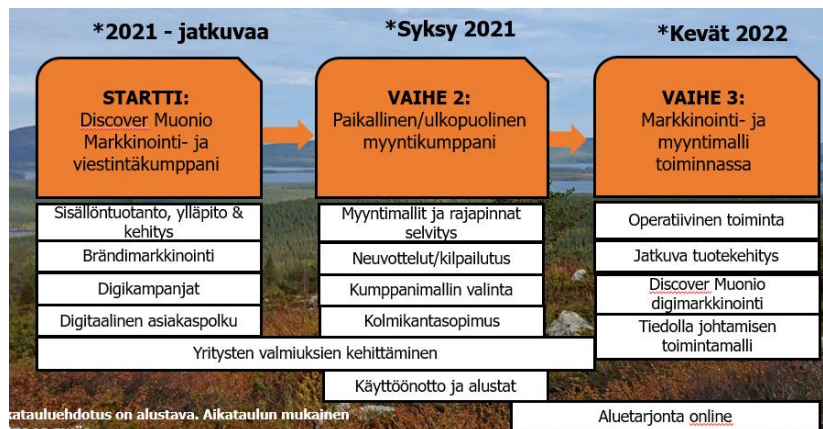 *2021 - jatkuvaa
*Syksy 2021
*Kevät 2022
STARTTI:
Discover Muonio
Markkinointi- ja
viestintäkumppani
VAIHE 2:
Paikallinen/ulkopuolinen
myyntikumppani
VAIHE 3:
Markkinointi- ja
myyntimalli
toiminnassa
Sisällöntuotanto, ylläpito &
kehitys
Brändimarkkinointi
Digikampanjat
Digitaalinen asiakaspolku
Myyntimallit ja rajapinnat
selvitys
Neuvottelut/kilpailutus
Kumppanimallin valinta
Kolmikantasopimus
Operatiivinen toiminta
Jatkuva tuotekehitys
Discover Muonio
digimarkkinointi
Tiedolla johtamisen
toimintamalli
Yritysten valmiuksien kehittäminen
Käyttöönotto ja alustat
Aluetarjonta online
katauluehdotus on alustava. Aikataulun mukainen